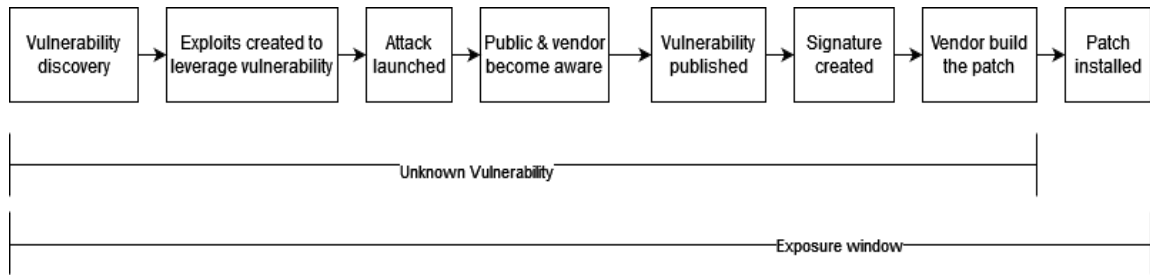 Vulnerability
discovery
Exploits created to
leverage vulnerability
Attack
launched
Public & vendor
become aware
Vulnerability
published
Signature
created
Vendor build
the patch
Patch
installed
Unknown Vulnerability
Exposure window